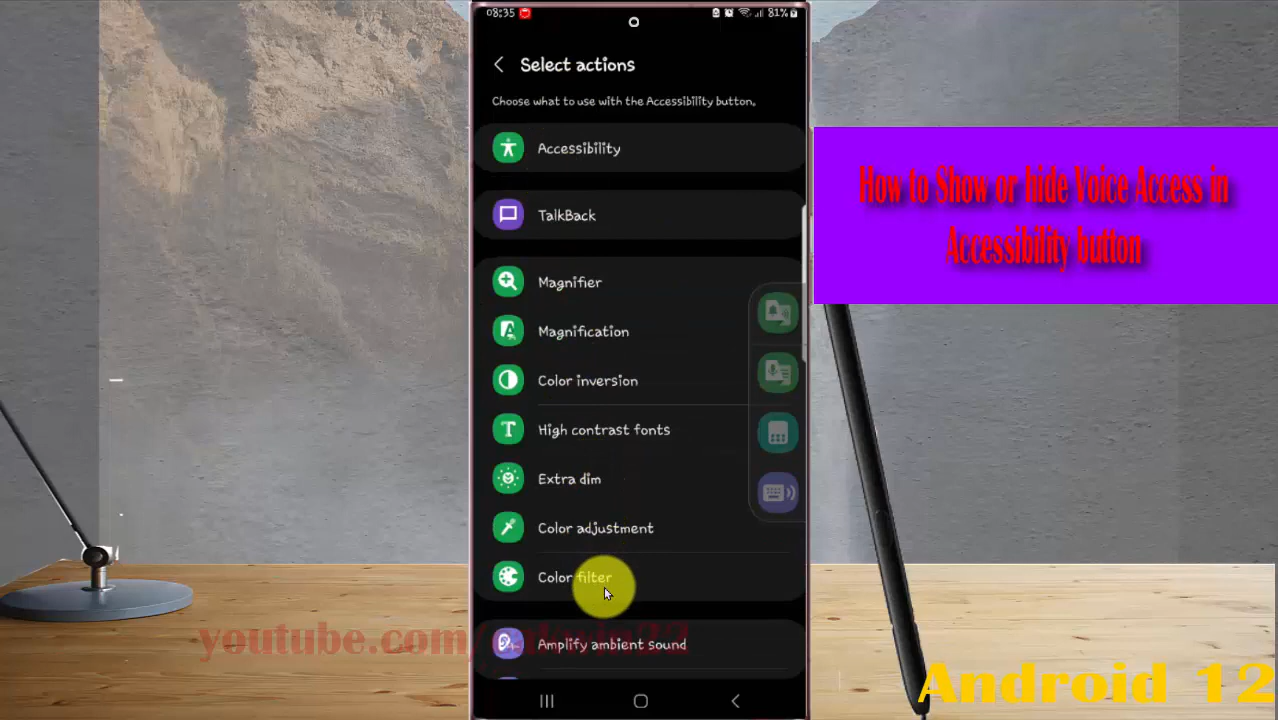 08:35
81%
Select actions
Choose what to use with the Accessibility button.
Accessibility
TalkBack
Magnifier
Magnification
Color inversion
High contrast fonts
Extra dim
Color adjustment
Color filter
Amplify ambient sound
How to Show or hide Voice Access in
Accessibility button
youtube.com/
Android 12